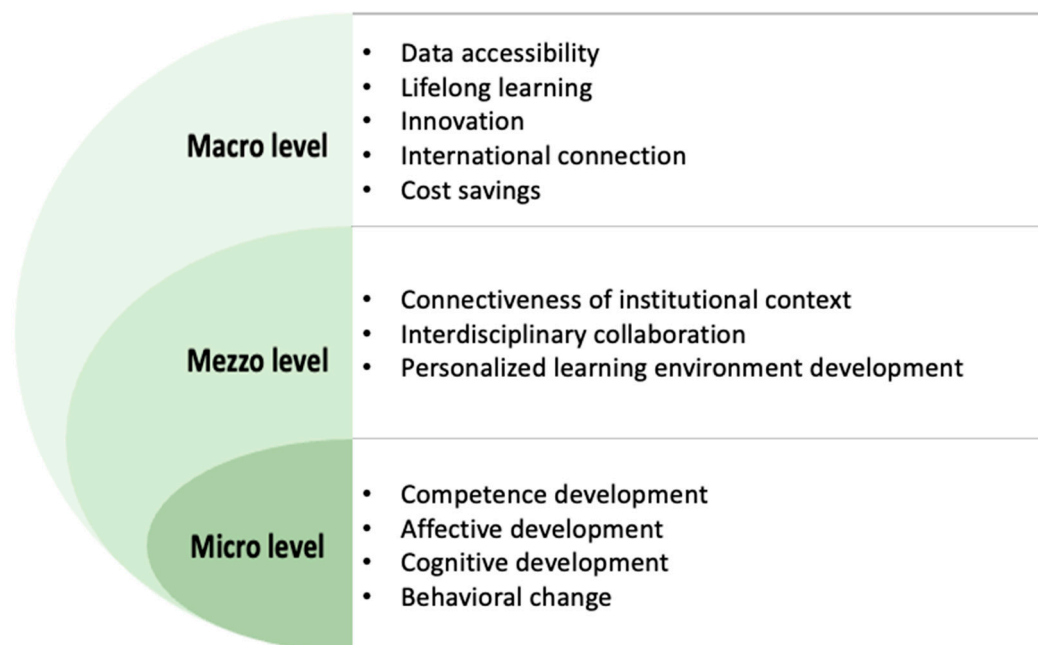 Macro level
• Data accessibility
• Lifelong learning
• Innovation
• International connection
• Cost savings
Mezzo level
• Connectiveness of institutional context
• Interdisciplinary collaboration
• Personalized learning environment development
Micro level
• Competence development
• Affective development
• Cognitive development
• Behavioral change